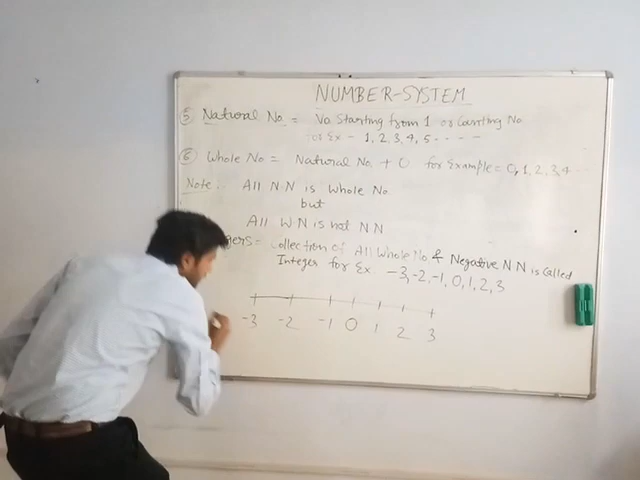 NUMBER-SYSTEM
⑤ Natural No. = No. Starting from 1 or Counting No
for Ex - 1, 2, 3, 4, 5 - - - -
⑥ Whole No = Natural No. + 0 for Example = 0, 1, 2, 3, 4 - - -
Note :- All N N is Whole No.
but
All W N is not N N
gers = Collection of All Whole No & Negative N N is Called
Integer for Ex. -3, -2, -1, 0, 1, 2, 3
-3 -2 -1 0 1 2 3